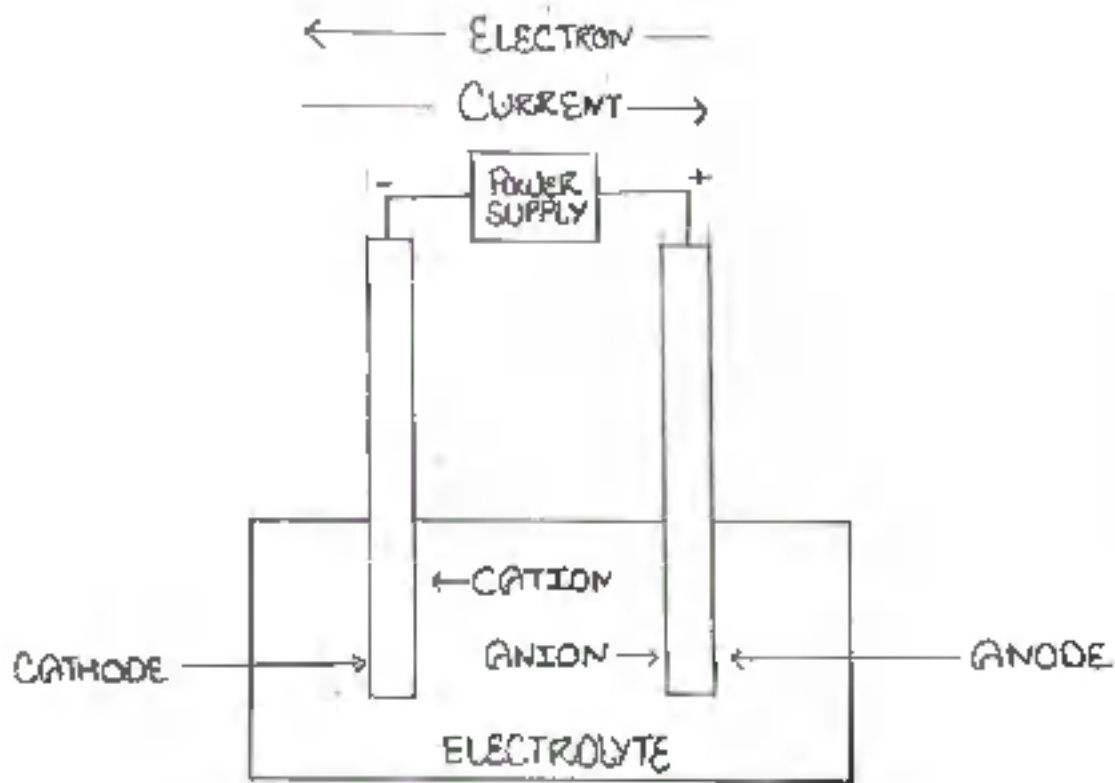 ELECTRON
CURRENT
-
POWER
SUPPLY
+
CATION
CATHODE
ANION
ANODE
ELECTROLYTE